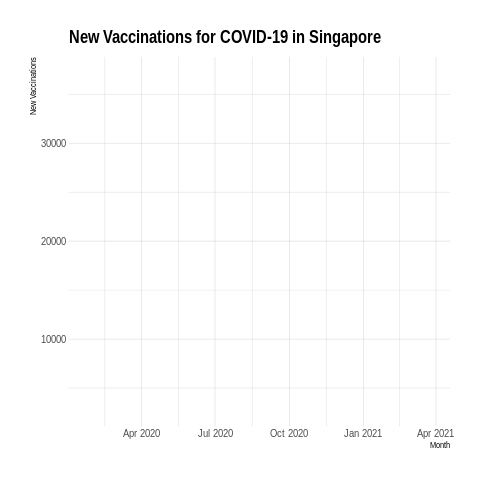 New Vaccinations for COVID-19 in Singapore
New Vaccinations
30000
20000
10000
Apr 2020 Jul 2020 Oct 2020 Jan 2021 Apr 2021
Month